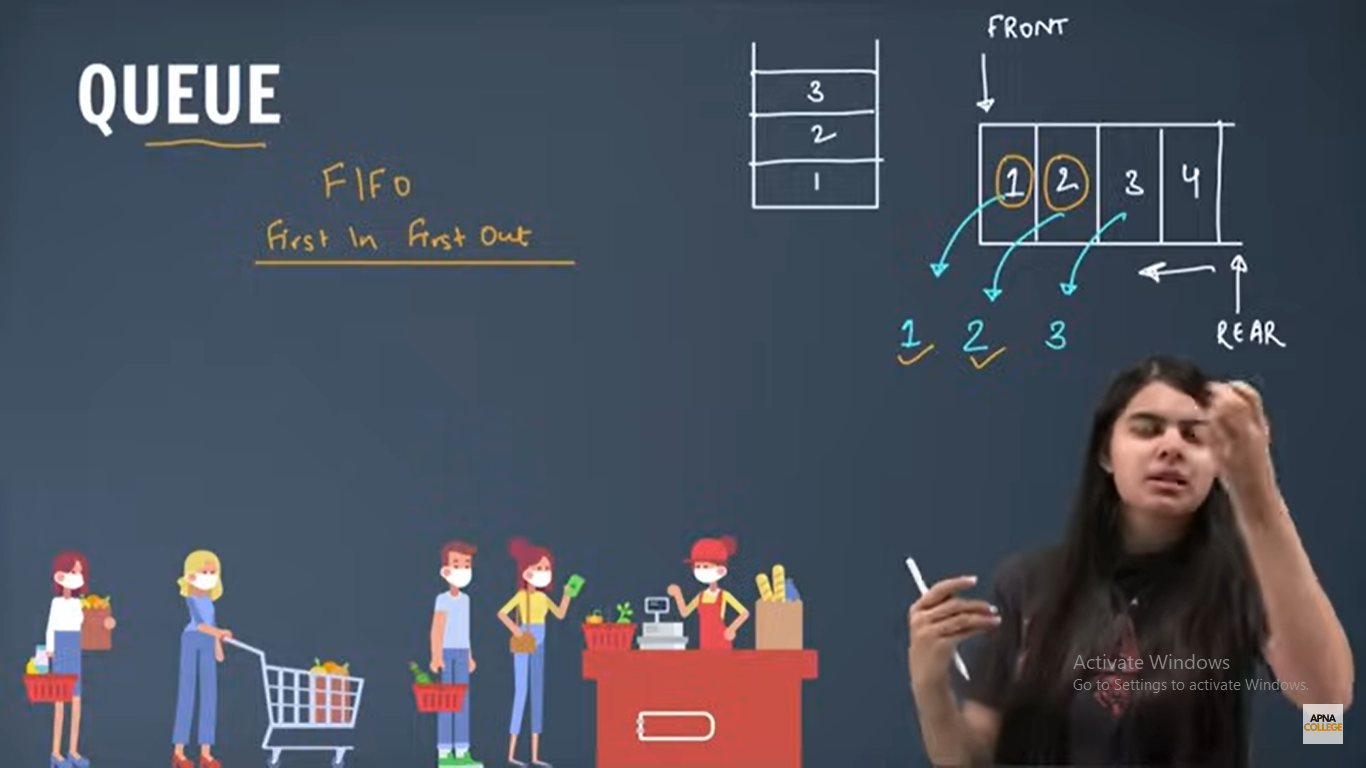 QUEUE
FIFO
First In First Out
3
2
1
FRONT
1 2 3 4
1 2 3
REAR
Activate Windows
Go to Settings to activate Windows.
APNA
COLLEGE